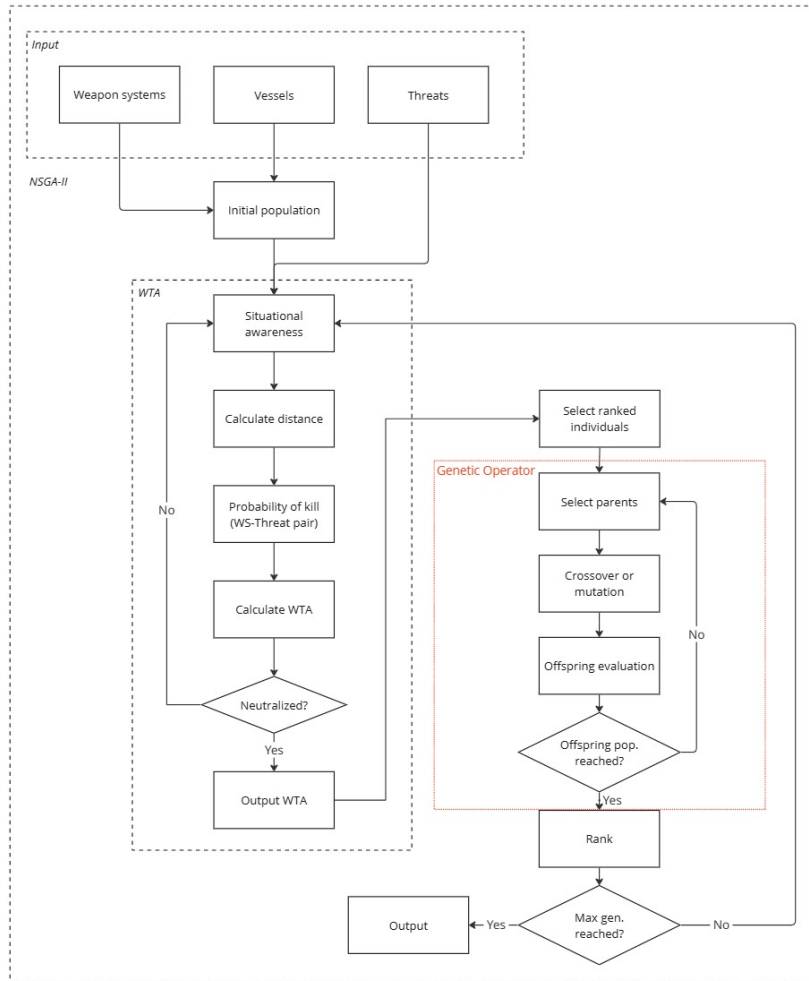 Input
Weapon systems
Vessels
Threats
NSGA-II
Initial population
WTA
Situational
awareness
Calculate distance
Probability of kill
(WS-Threat pair)
No
Calculate WTA
Neutralized?
Yes
Output WTA
Select ranked
individuals
Genetic Operator
Select parents
Crossover or
mutation
No
Offspring evaluation
Offspring pop.
reached?
Yes
Rank
Max gen.
reached?
No
Yes
Output